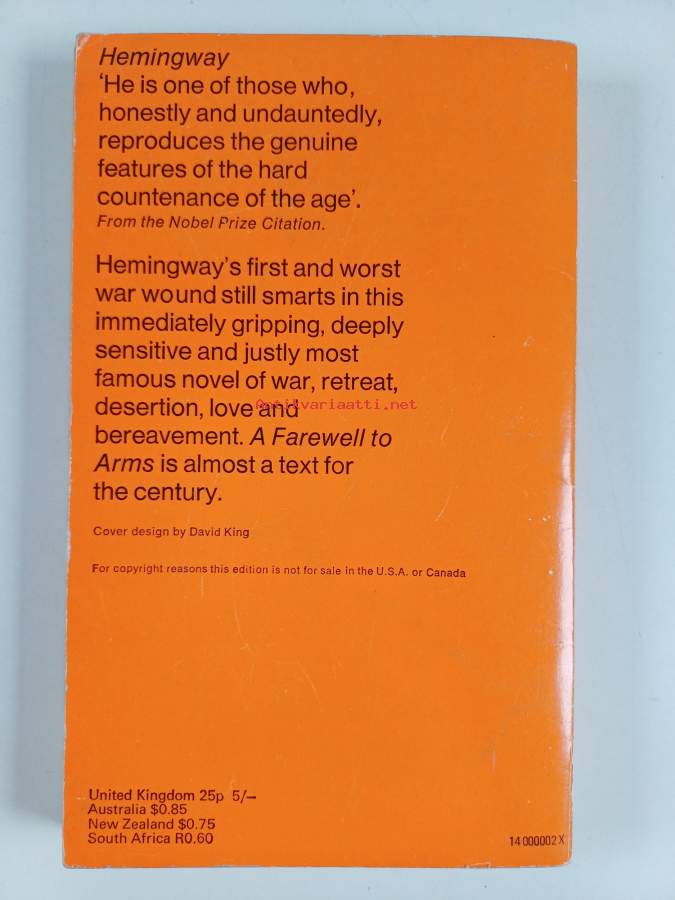 Hemingway
‘He is one of those who,
honestly and undauntedly,
reproduces the genuine
features of the hard
countenance of the age’.
From the Nobel Prize Citation.
Hemingway's first and worst
war wound still smarts in this
immediately gripping, deeply
sensitive and justly most
famous novel of war, retreat,
desertion, love and
Antikvariaatti.net
bereavement. A Farewell to
Arms is almost a text for
the century.
Cover design by David King
For copyright reasons this edition is not for sale in the U.S.A. or Canada
United Kingdom 25p 5/–
Australia $0.85
New Zealand $0.75
South Africa R0.60
14 000002 X